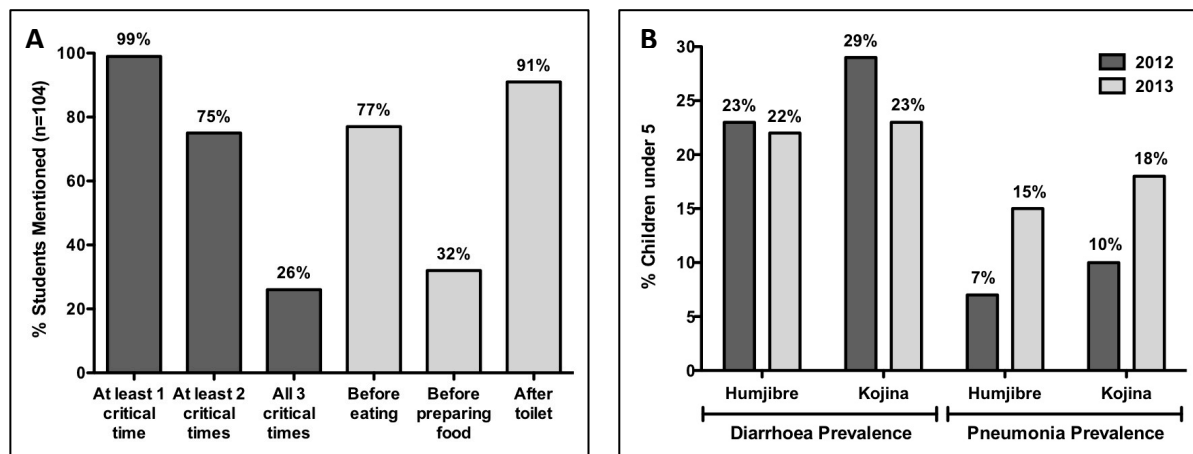 A
% Students Mentioned (n=104)
100
80
60
40
20
0
99%
75%
26%
77%
32%
91%
At least 1
critical
time
At least 2
critical
times
All 3
critical
times
Before
eating
Before
preparing
food
After
toilet
B
% Children under 5
30
25
20
15
10
5
0
2012
2013
23%
22%
29%
23%
7%
15%
10%
18%
Humjibre
Kojina
Humjibre
Kojina
Diarrhoea Prevalence
Pneumonia Prevalence